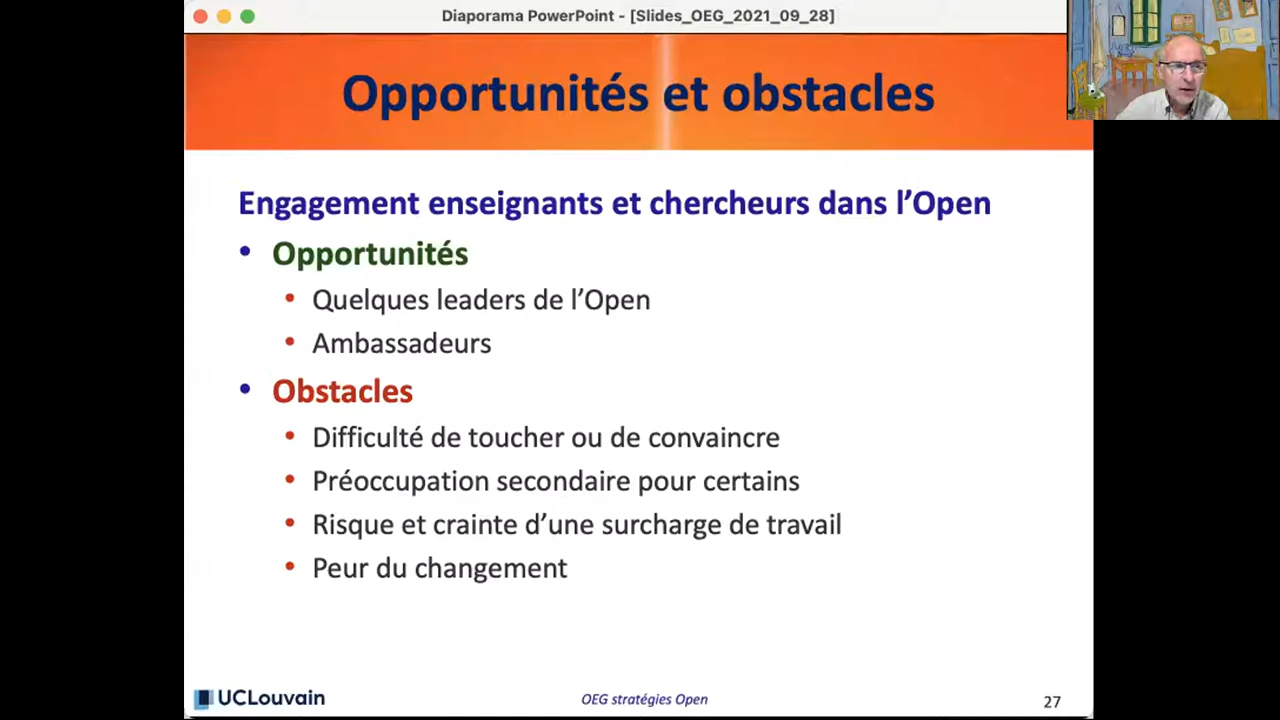 Diaporama PowerPoint - [Slides_OEG_2021_09_28]
Opportunités et obstacles
Engagement enseignants et chercheurs dans l’Open
• Opportunités
• Quelques leaders de l’Open
• Ambassadeurs
• Obstacles
• Difficulté de toucher ou de convaincre
• Préoccupation secondaire pour certains
• Risque et crainte d’une surcharge de travail
• Peur du changement
UCLouvain
OEG stratégies Open
27